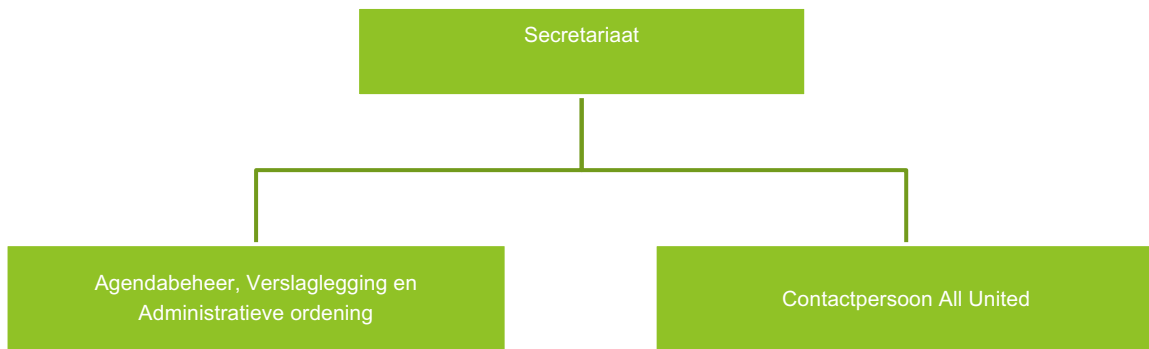 Secretariaat
Agendabeheer, Verslaglegging en
Administratieve ordening
Contactpersoon All United